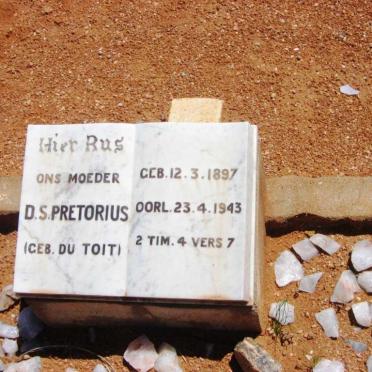 Hier Rus
ONS MOEDER
D.S. PRETORIUS
(GEB. DU TOIT)
GEB. 12.3.1897
OORL. 23.4.1943
2 TIM. 4 VERS 7